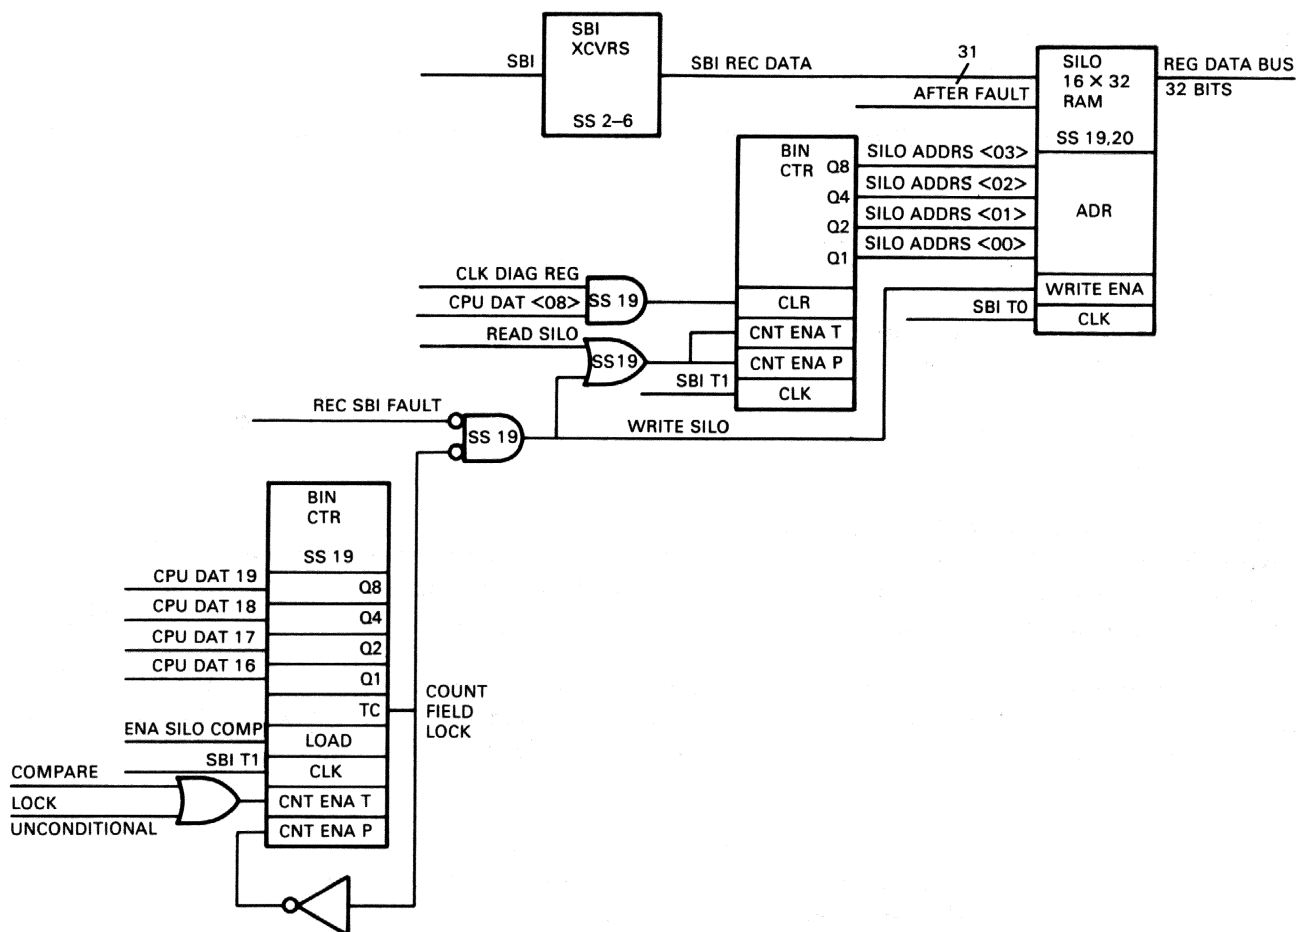 SBI
XCVRS
SBI
SS 2–6
SBI REC DATA
31
AFTER FAULT
SILO
16 X 32
RAM
SS 19,20
REG DATA BUS
32 BITS
BIN
CTR
Q8
Q4
Q2
Q1
SILO ADDRS <03>
SILO ADDRS <02>
SILO ADDRS <01>
SILO ADDRS <00>
ADR
WRITE ENA
SBI T0
CLK
CLK DIAG REG
CPU DAT <08>
SS 19
CLR
READ SILO
SS19
CNT ENA T
CNT ENA P
SBI T1
CLK
REC SBI FAULT
SS 19
WRITE SILO
BIN
CTR
SS 19
CPU DAT 19
Q8
CPU DAT 18
Q4
CPU DAT 17
Q2
CPU DAT 16
Q1
TC
COUNT
FIELD
LOCK
ENA SILO COMP
LOAD
SBI T1
CLK
COMPARE
LOCK
UNCONDITIONAL
CNT ENA T
CNT ENA P